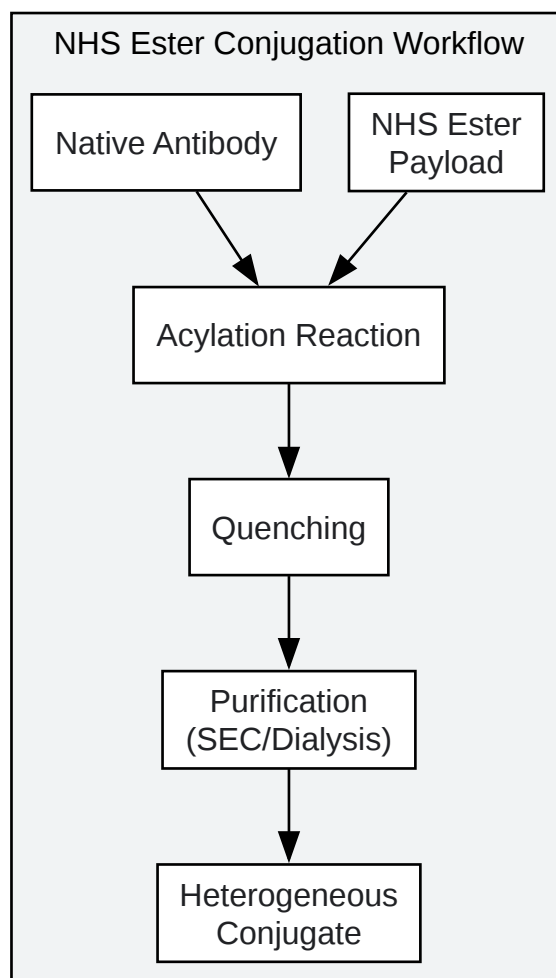 NHS Ester Conjugation Workflow
Native Antibody
NHS Ester
Payload
Acylation Reaction
Quenching
Purification
(SEC/Dialysis)
Heterogeneous
Conjugate